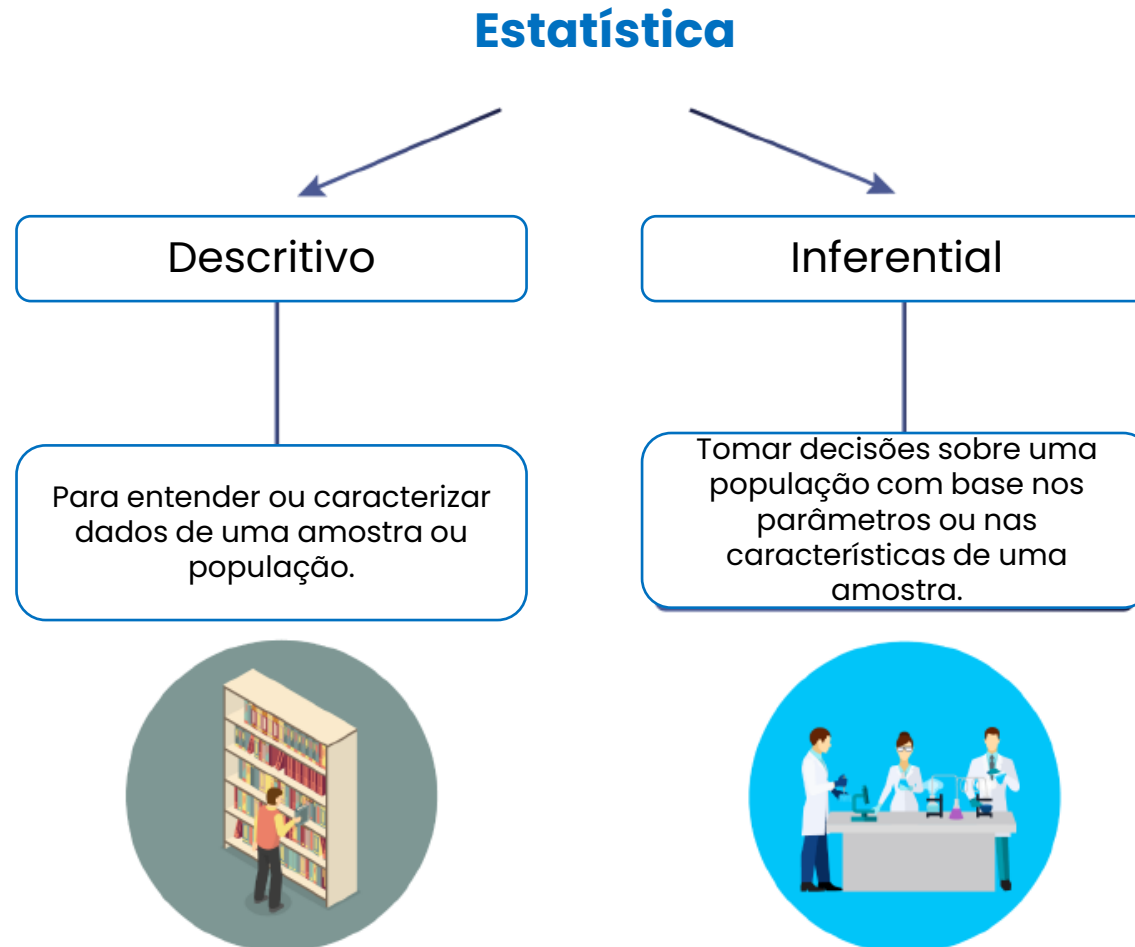 Estatística
Descritivo
Inferential
Para entender ou caracterizar
dados de uma amostra ou
população.
Tomar decisões sobre uma
população com base nos
parâmetros ou nas
características de uma
amostra.